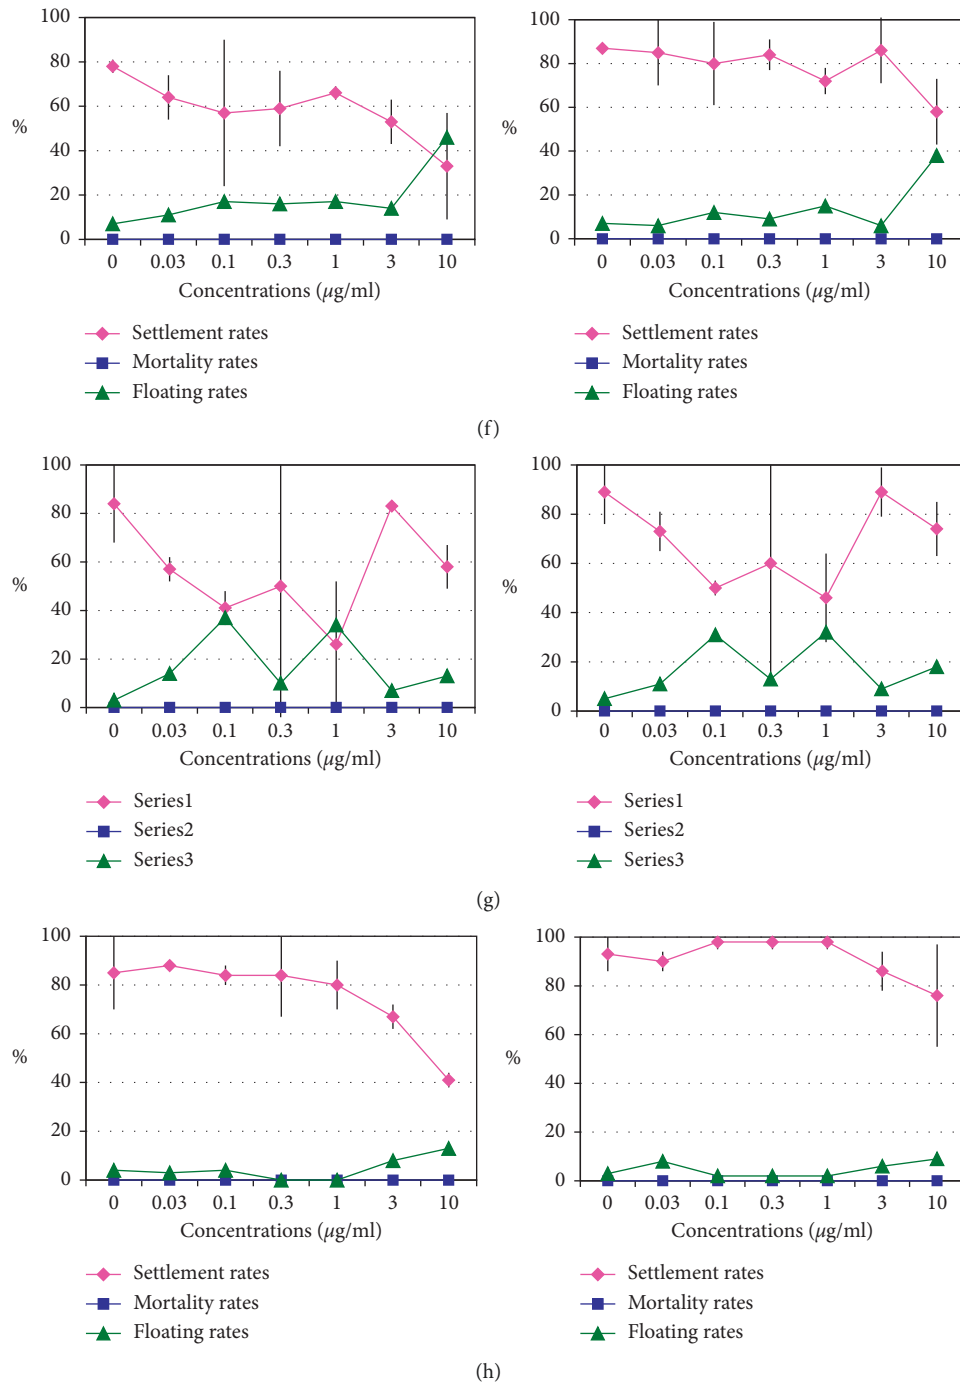 100
80
60
%
40
20
0
0 0.03 0.1 0.3 1 3 10
Concentrations (µg/ml)
Settlement rates
Mortality rates
Floating rates
100
80
60
%
40
20
0
0 0.03 0.1 0.3 1 3 10
Concentrations (µg/ml)
Settlement rates
Mortality rates
Floating rates
(f)
100
80
60
%
40
20
0
0 0.03 0.1 0.3 1 3 10
Concentrations (µg/ml)
Series1
Series2
Series3
100
80
60
%
40
20
0
0 0.03 0.1 0.3 1 3 10
Concentrations (µg/ml)
Series1
Series2
Series3
(g)
100
80
60
%
40
20
0
0 0.03 0.1 0.3 1 3 10
Concentrations (µg/ml)
Settlement rates
Mortality rates
Floating rates
100
80
60
%
40
20
0
0 0.03 0.1 0.3 1 3 10
Concentrations (µg/ml)
Settlement rates
Mortality rates
Floating rates
(h)